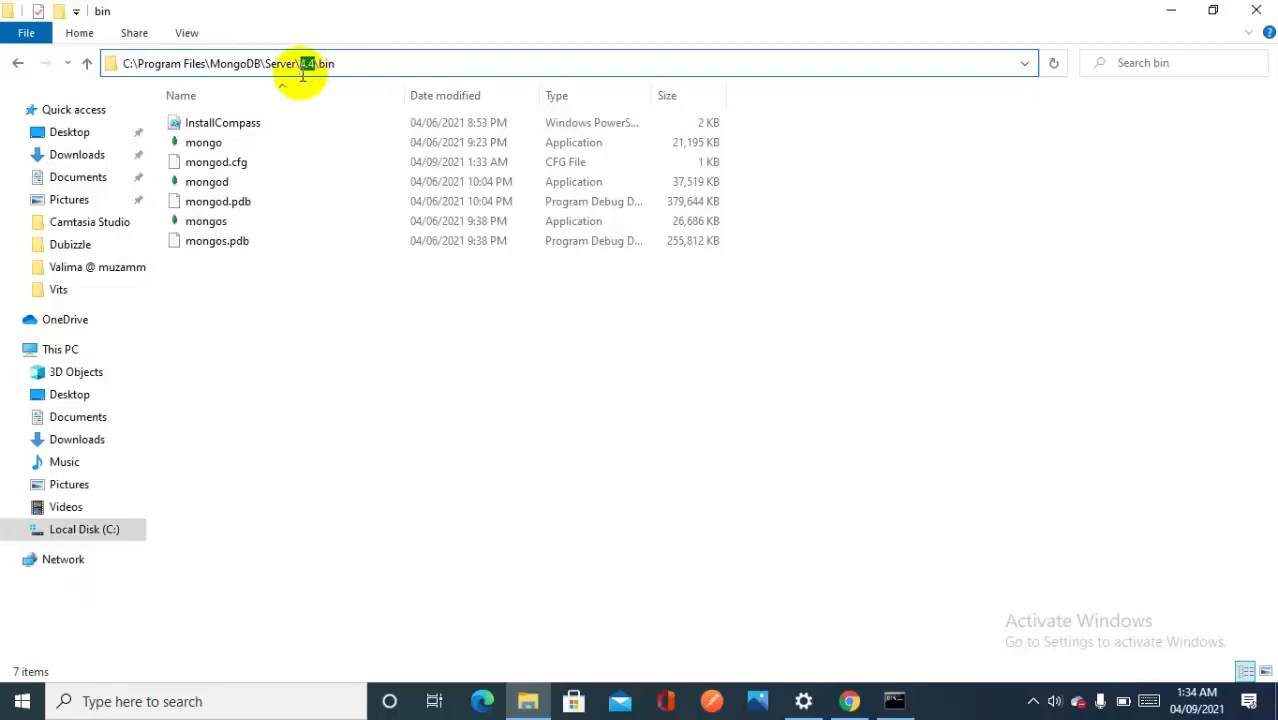 bin
File Home Share View
C:\Program Files\MongoDB\Server\4.4\bin
Search bin
Name Date modified Type Size
InstallCompass 04/06/2021 8:53 PM Windows PowerS... 2 KB
mongo 04/06/2021 9:23 PM Application 21,195 KB
mongod.cfg 04/09/2021 1:33 AM CFG File 1 KB
mongod 04/06/2021 10:04 PM Application 37,519 KB
mongod.pdb 04/06/2021 10:04 PM Program Debug D... 379,644 KB
mongos 04/06/2021 9:38 PM Application 26,686 KB
mongos.pdb 04/06/2021 9:38 PM Program Debug D... 255,812 KB
Quick access
Desktop
Downloads
Documents
Pictures
Camtasia Studio
Dubizzle
Valima @ muzamm
Vits
OneDrive
This PC
3D Objects
Desktop
Documents
Downloads
Music
Pictures
Videos
Local Disk (C:)
Network
Activate Windows
Go to Settings to activate Windows.
7 items
Type here to search
1:34 AM
04/09/2021